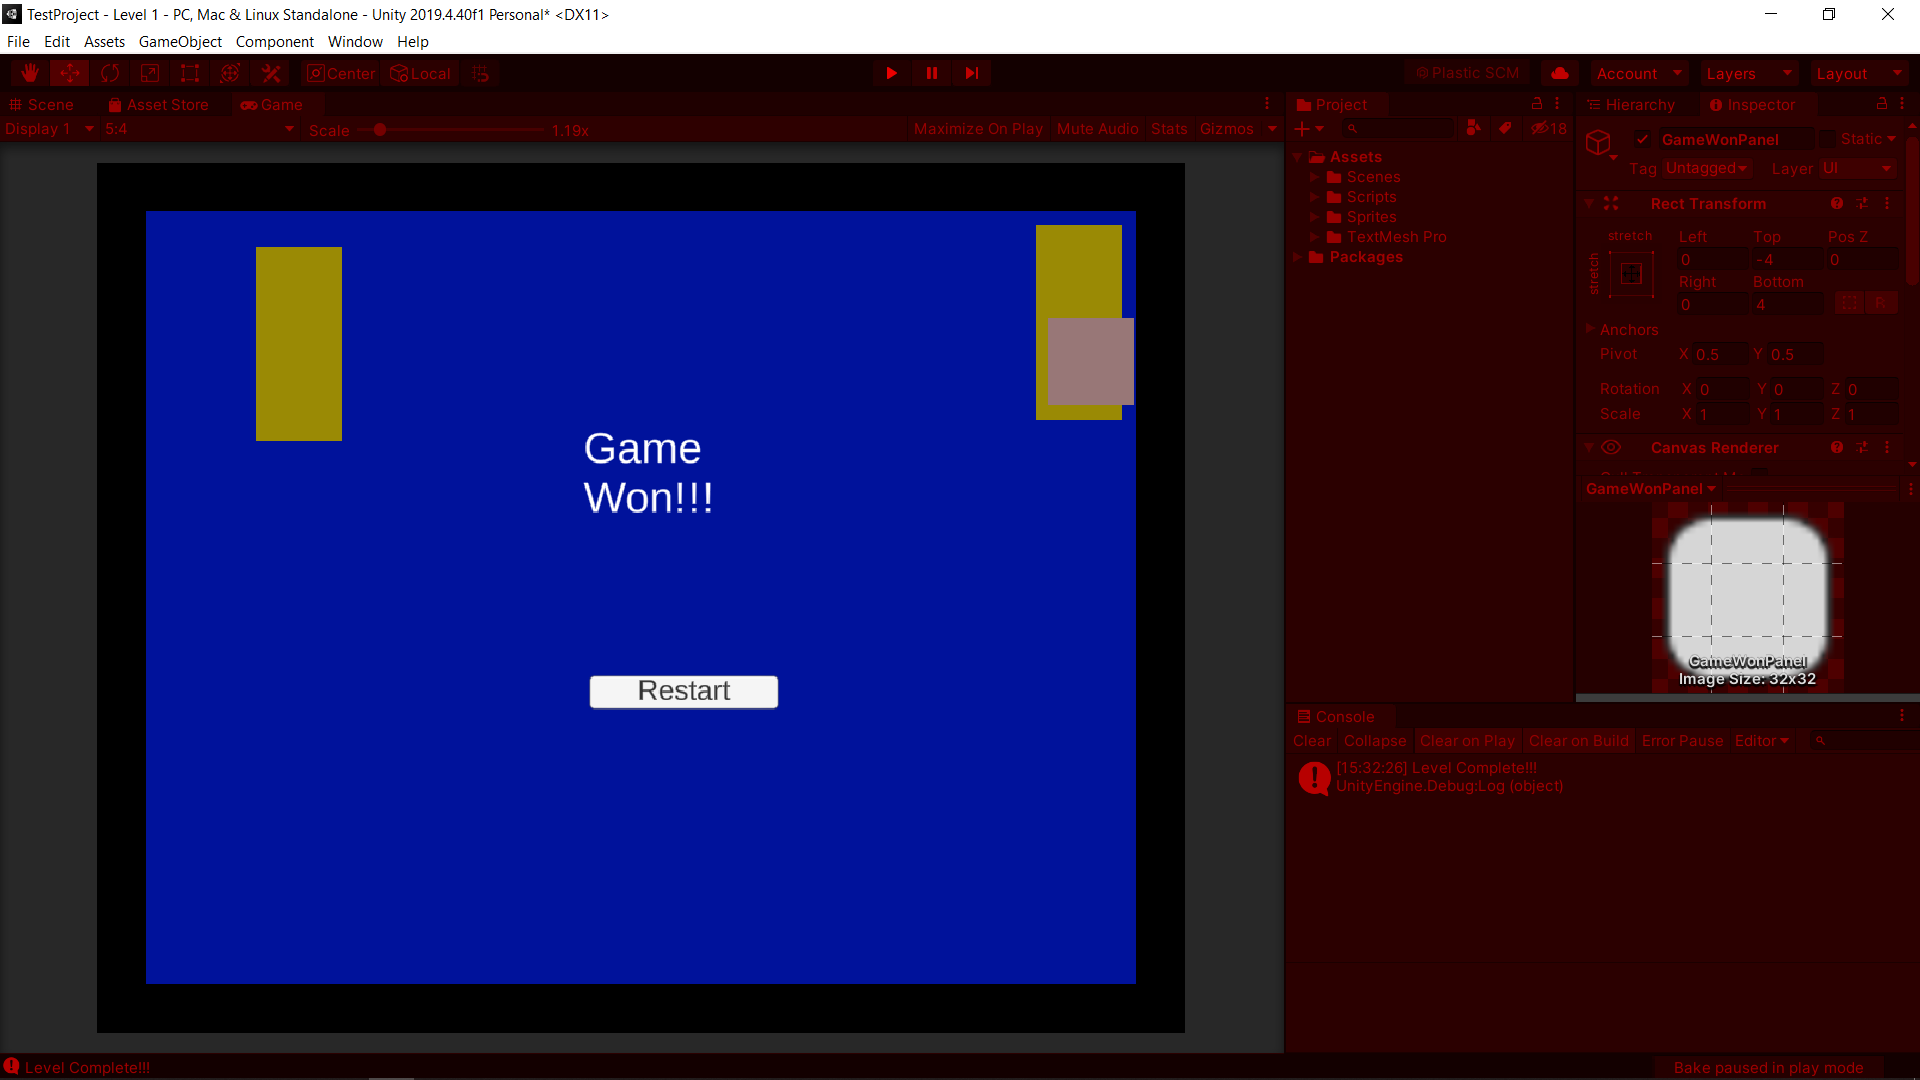 TestProject - Level 1 - PC, Mac & Linux Standalone - Unity 2019.4.40f1 Personal* <DX11>
File Edit Assets GameObject Component Window Help
Center Local Plastic SCM Account Layers Layout
Scene Asset Store Game
Display 1 5:4 Scale 1.19x Maximize On Play Mute Audio Stats Gizmos
Game
Won!!!
Restart
Project
18
Assets
Scenes
Scripts
Sprites
TextMesh Pro
Packages
Hierarchy Inspector
GameWonPanel Static
Tag Untagged Layer UI
Rect Transform
stretch
stretch
Left Top Pos Z
0 -4 0
Right Bottom
0 4 R
Anchors
Pivot X 0.5 Y 0.5
Rotation X 0 Y 0 Z 0
Scale X 1 Y 1 Z 1
Canvas Renderer
GameWonPanel
GameWonPanel
Image Size: 32x32
Console
Clear Collapse Clear on Play Clear on Build Error Pause Editor
[15:32:26] Level Complete!!!
UnityEngine.Debug:Log (object)
Level Complete!!!
Bake paused in play mode